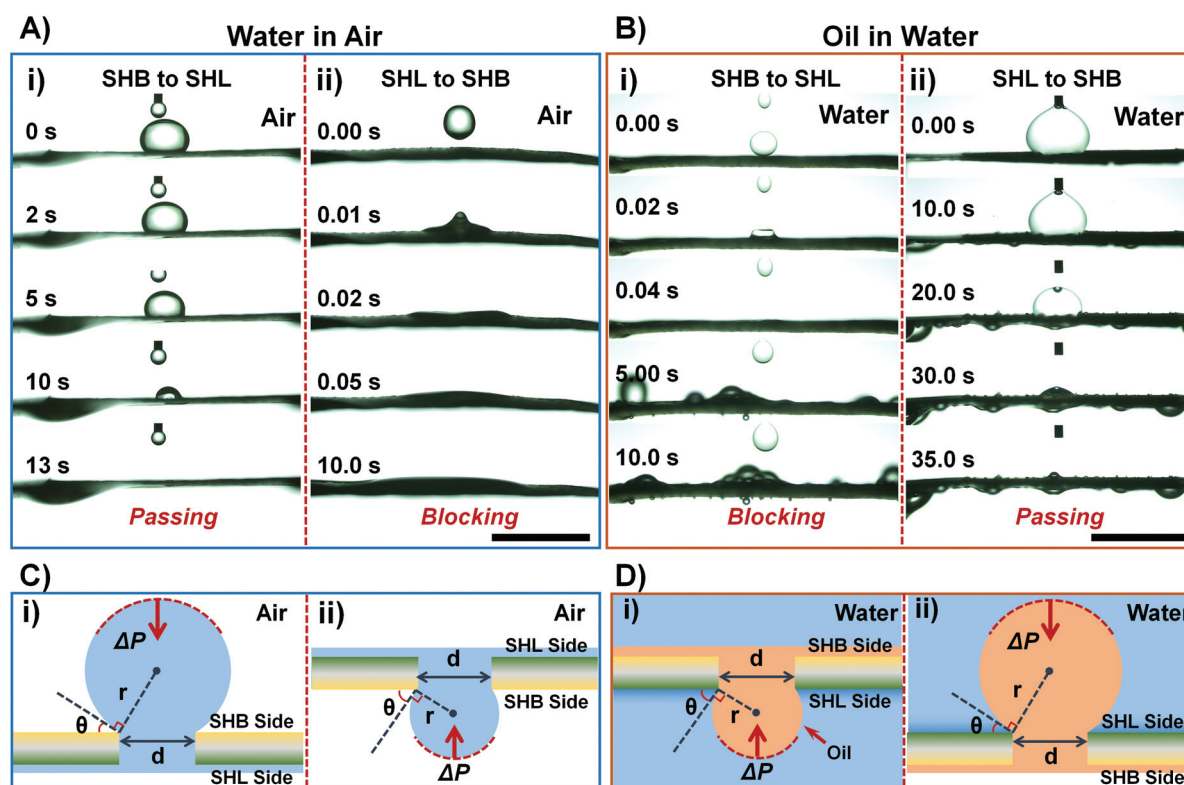 A)
Water in Air
i)
SHB to SHL
Air
0 s
2 s
5 s
10 s
13 s
Passing
ii)
SHL to SHB
Air
0.00 s
0.01 s
0.02 s
0.05 s
10.0 s
Blocking
B)
Oil in Water
i)
SHB to SHL
Water
0.00 s
0.02 s
0.04 s
5.00 s
10.0 s
Blocking
ii)
SHL to SHB
Water
0.00 s
10.0 s
20.0 s
30.0 s
35.0 s
Passing
C)
i)
Air
ΔP
r
θ
SHB Side
d
SHL Side
ii)
Air
SHL Side
d
SHB Side
θ
r
ΔP
D)
i)
Water
SHB Side
d
SHL Side
θ
r
Oil
ΔP
ii)
Water
ΔP
r
θ
SHL Side
d
SHB Side